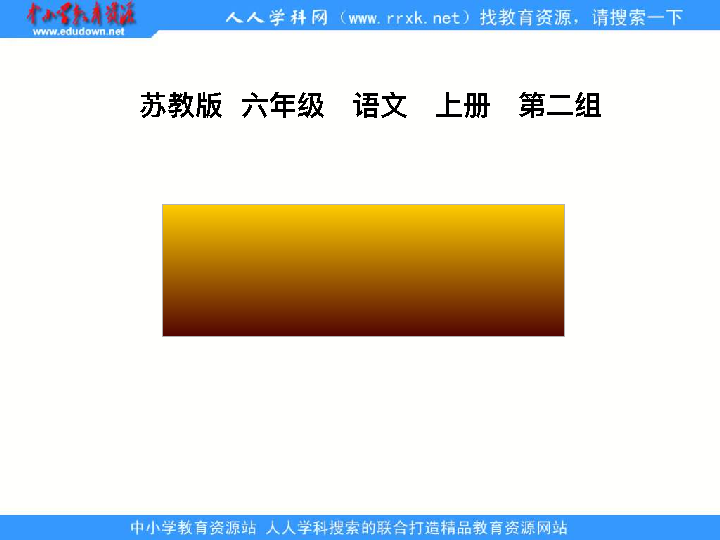 中小学教育资源
www.edudown.net
人人学科网（www.rrxk.net）找教育资源，请搜索一下
苏教版 六年级 语文 上册 第二组
中小学教育资源站 人人学科搜索的联合打造精品教育资源网站